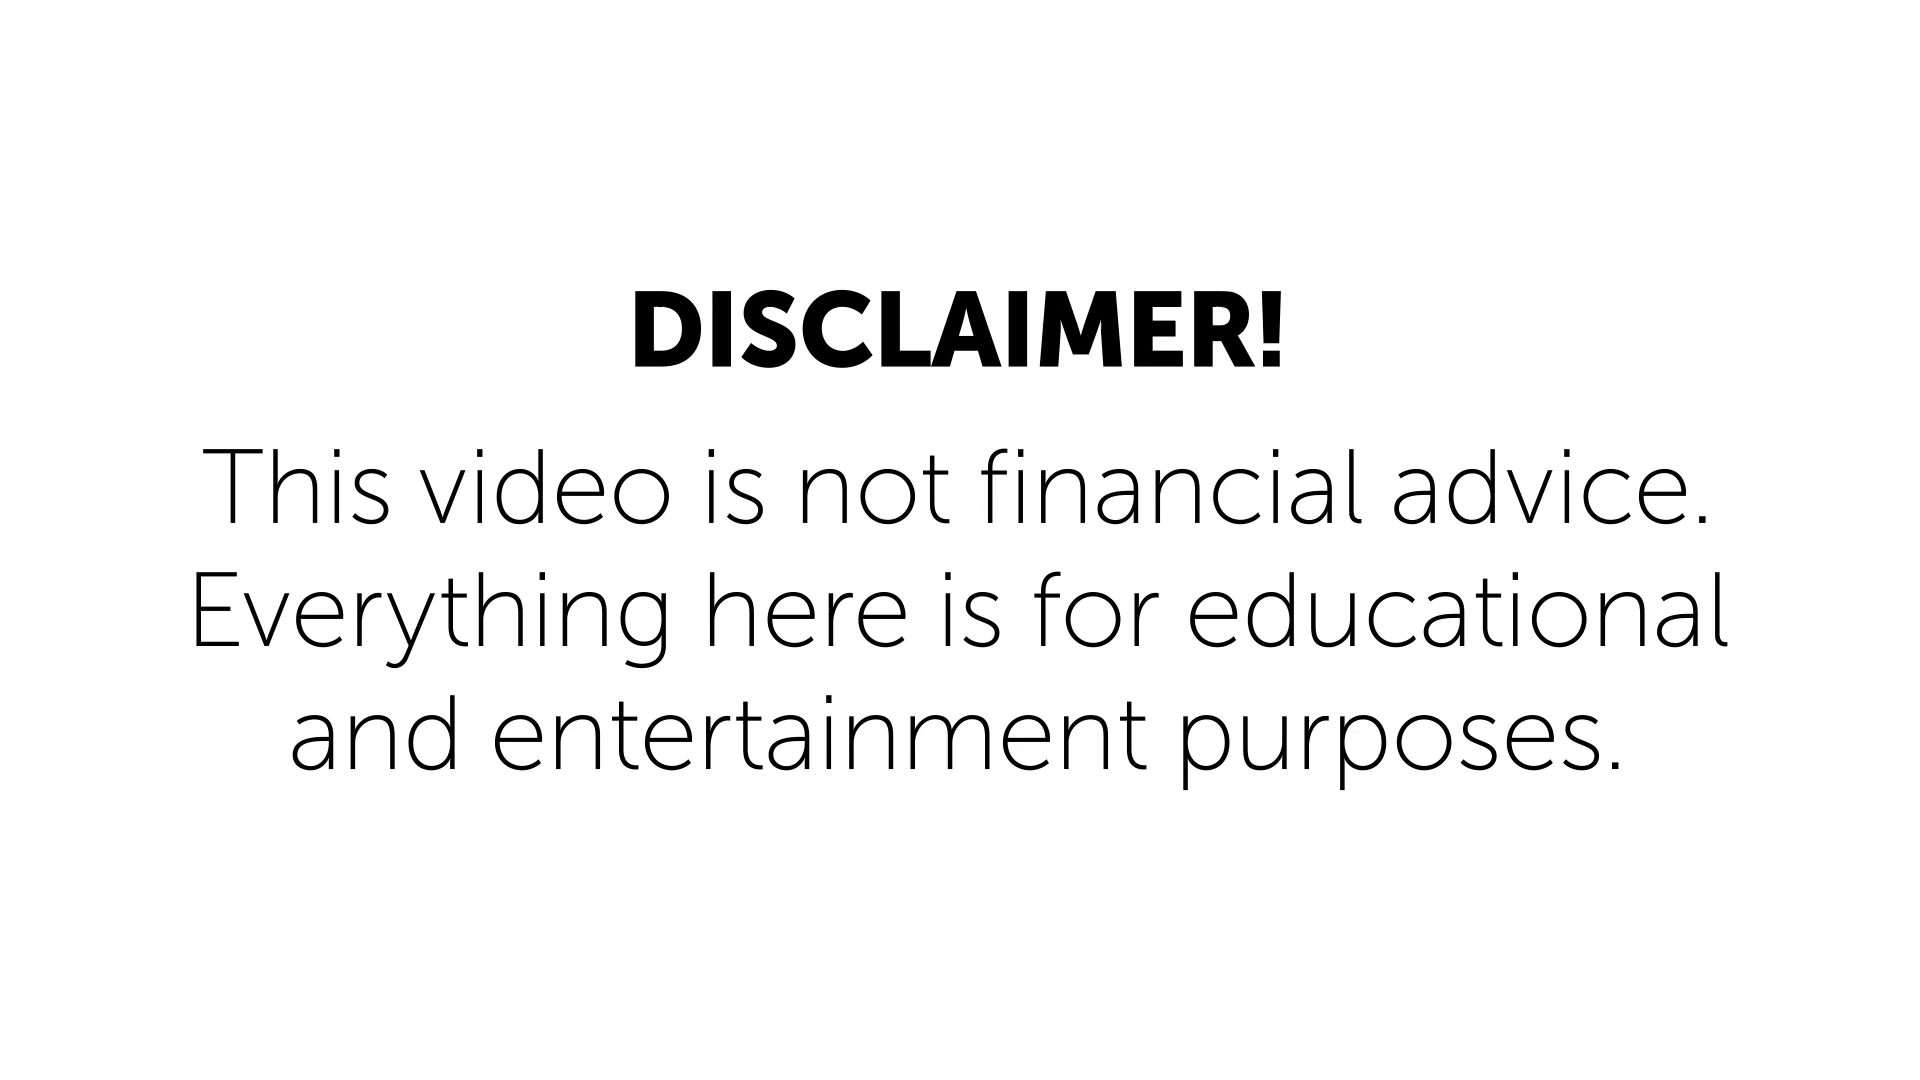 DISCLAIMER!
This video is not financial advice.
Everything here is for educational
and entertainment purposes.